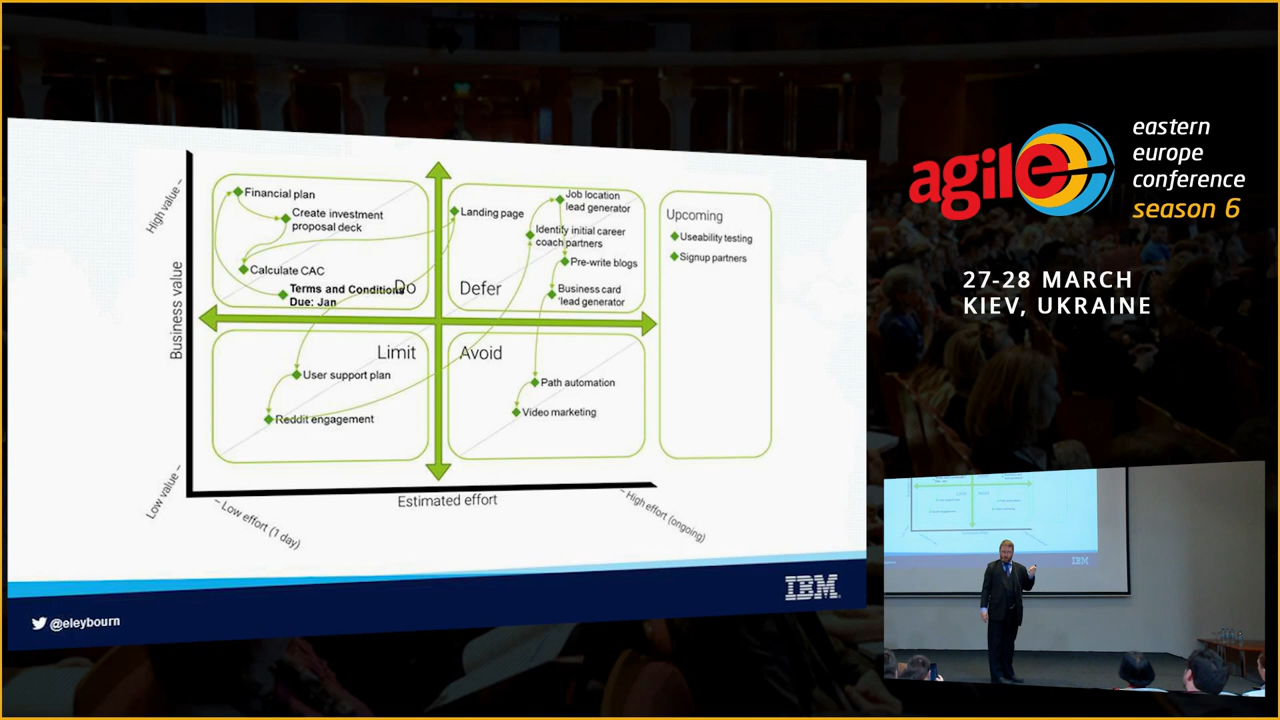 High value –
Business value
Low value –
Financial plan
Create investment
proposal deck
Calculate CAC
Terms and Conditions
Due: Jan
Do
Landing page
Job location
lead generator
Identify initial career
coach partners
Pre-write blogs
Defer
Business card
'lead generator
Upcoming
Useability testing
Signup partners
Limit
User support plan
Reddit engagement
Avoid
Path automation
Video marketing
– Low effort (1 day)
Estimated effort
– High effort (ongoing)
@eleybourn
IBM
agile
eastern
europe
conference
season 6
27-28 MARCH
KIEV, UKRAINE
IBM